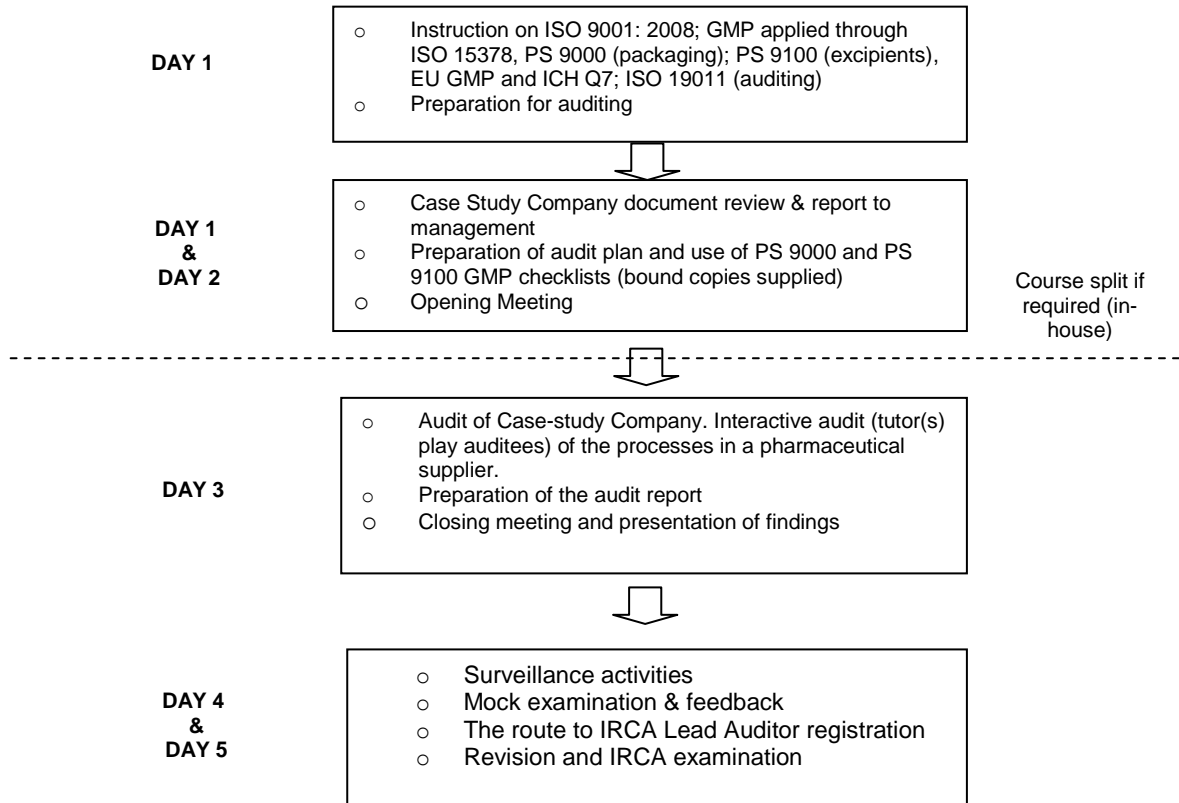 DAY 1
o Instruction on ISO 9001: 2008; GMP applied through
ISO 15378, PS 9000 (packaging); PS 9100 (excipients),
EU GMP and ICH Q7; ISO 19011 (auditing)
o Preparation for auditing
DAY 1
&
DAY 2
o Case Study Company document review & report to
management
o Preparation of audit plan and use of PS 9000 and PS
9100 GMP checklists (bound copies supplied)
o Opening Meeting
Course split if
required (in-
house)
DAY 3
o Audit of Case-study Company. Interactive audit (tutor(s)
play auditees) of the processes in a pharmaceutical
supplier.
o Preparation of the audit report
o Closing meeting and presentation of findings
DAY 4
&
DAY 5
o Surveillance activities
o Mock examination & feedback
o The route to IRCA Lead Auditor registration
o Revision and IRCA examination